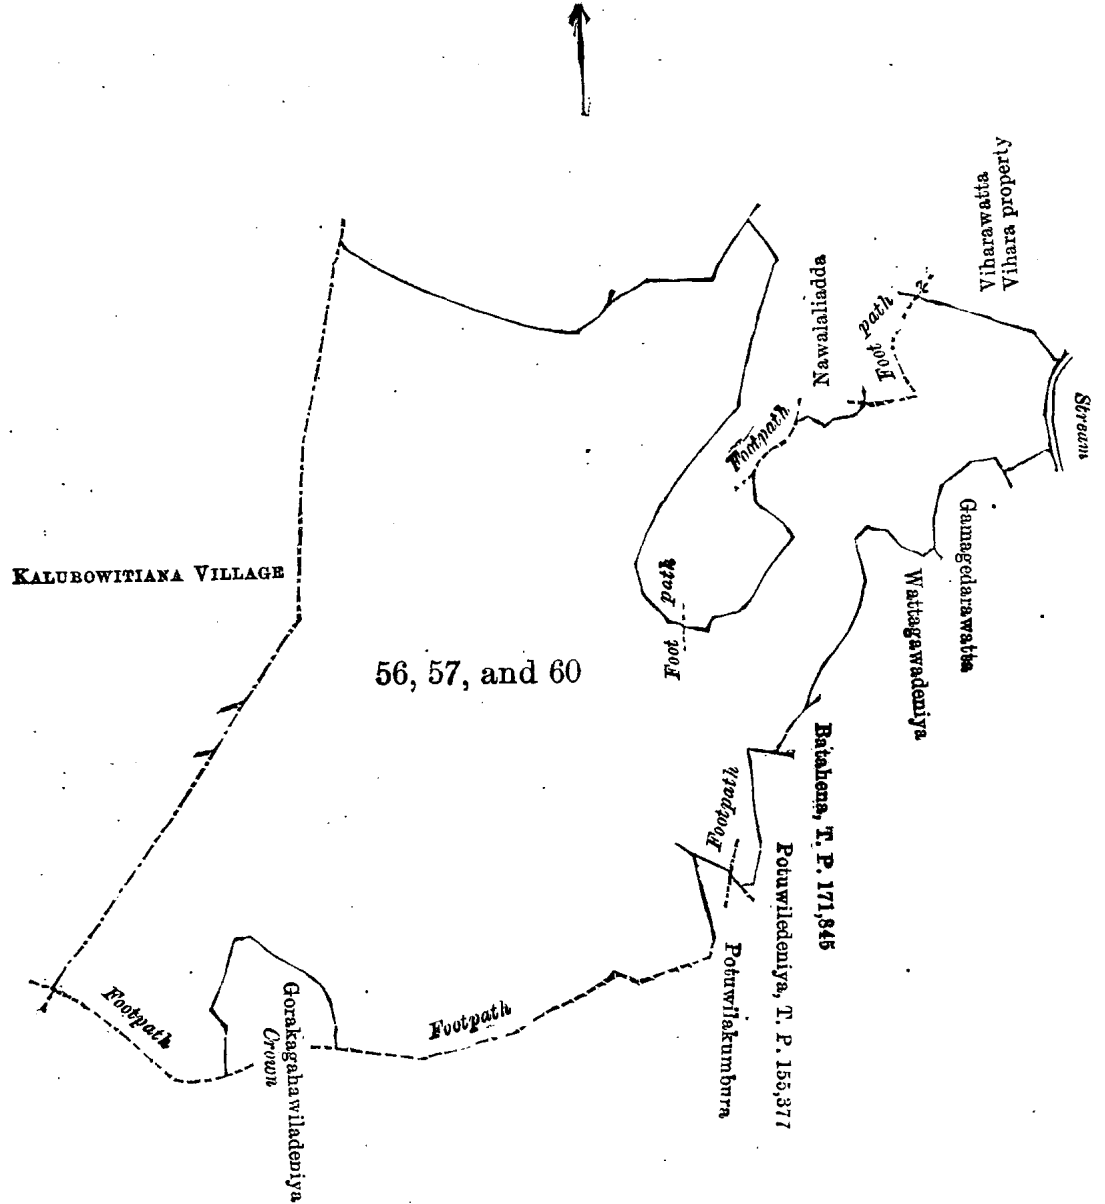 Viharawatta
Vihara property
Foot path
Nawalaliadda
Stream
Footpath
Gamagedarawatta
Wattagawadeniya
KALUBOWITIANA VILLAGE
Foot path
56, 57, and 60
Batahena, T. P. 171,845
Footpath
Potuwiledeniya, T. P. 155,377
Potuwilakumbura
Footpath
Gorakagahawiladeniya
Crown
Footpath